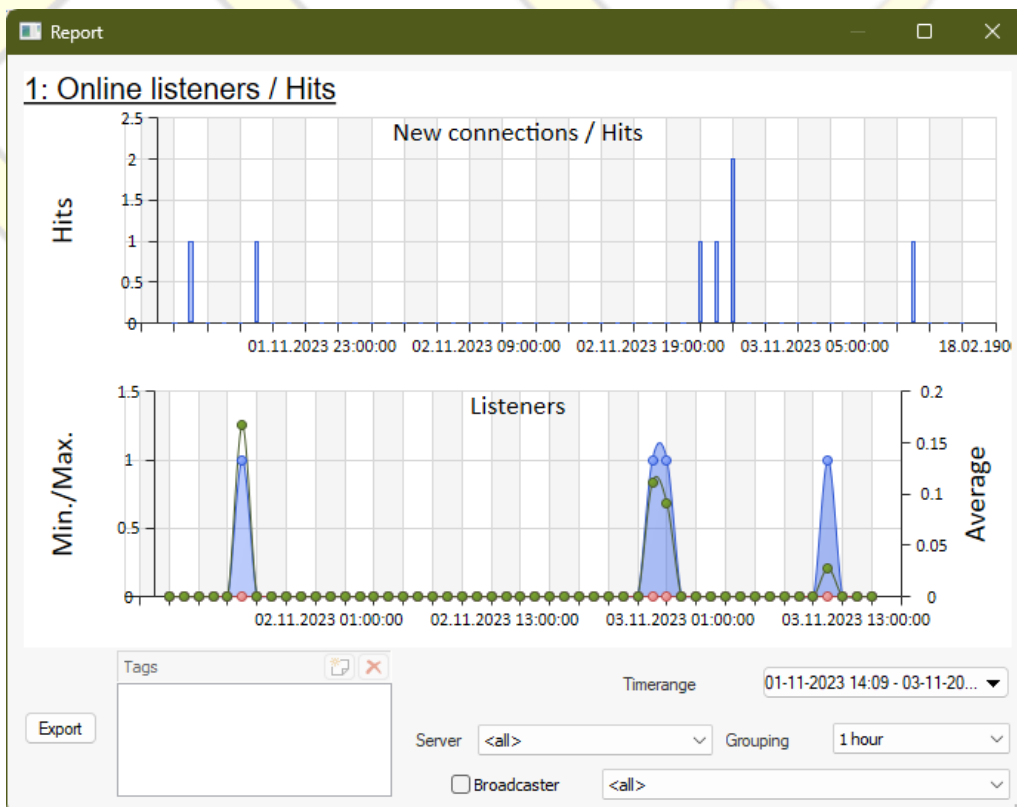 Report
1: Online listeners / Hits
New connections / Hits
Hits
2.5
2
1.5
1
0.5
0
01.11.2023 23:00:00 02.11.2023 09:00:00 02.11.2023 19:00:00 03.11.2023 05:00:00 18.02.190
Listeners
Min./Max.
1.5
1
0.5
0
0.2
0.15
0.1
0.05
0
Average
02.11.2023 01:00:00 02.11.2023 13:00:00 03.11.2023 01:00:00 03.11.2023 13:00:00
Tags
Timerange 01-11-2023 14:09 - 03-11-20...
Export
Server <all> Grouping 1 hour
Broadcaster <all>